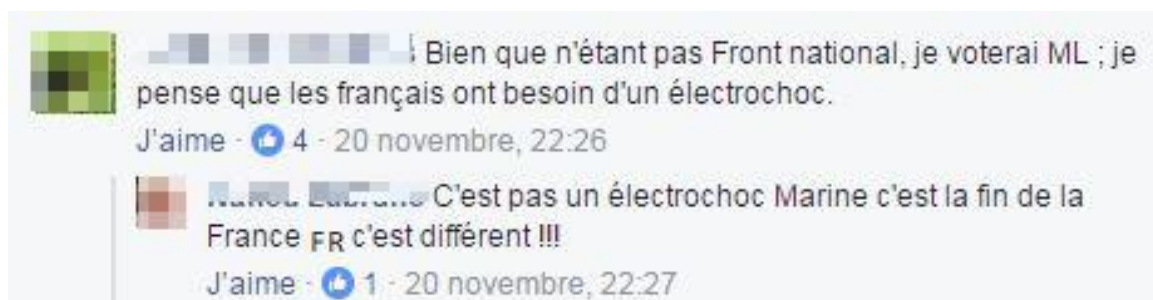 Bien que n'étant pas Front national, je voterai ML ; je
pense que les français ont besoin d'un électrochoc.
J'aime · 4 · 20 novembre, 22:26
C'est pas un électrochoc Marine c'est la fin de la
France FR c'est différent !!!
J'aime · 1 · 20 novembre, 22:27